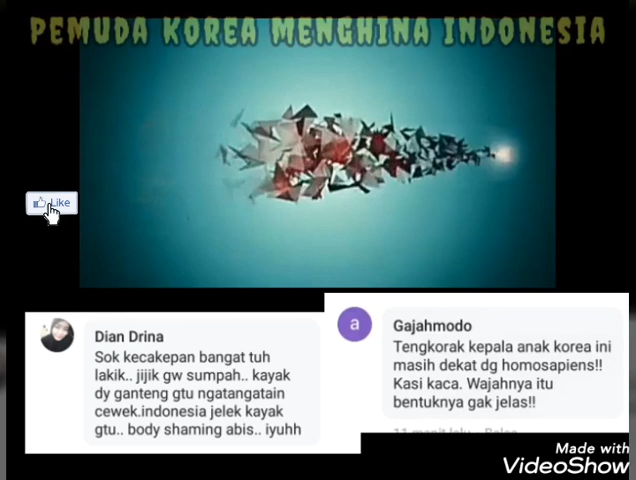 PEMUDA KOREA MENGHINA INDONESIA
Like
Dian Drina
Sok kecakepan bangat tuh
lakik.. jijik gw sumpah.. kayak
dy ganteng gtu ngatangatain
cewek.indonesia jelek kayak
gtu.. body shaming abis.. iyuhh
a
Gajahmodo
Tengkorak kepala anak korea ini
masih dekat dg homosapiens!!
Kasi kaca. Wajahnya itu
bentuknya gak jelas!!
Made with
VideoShow